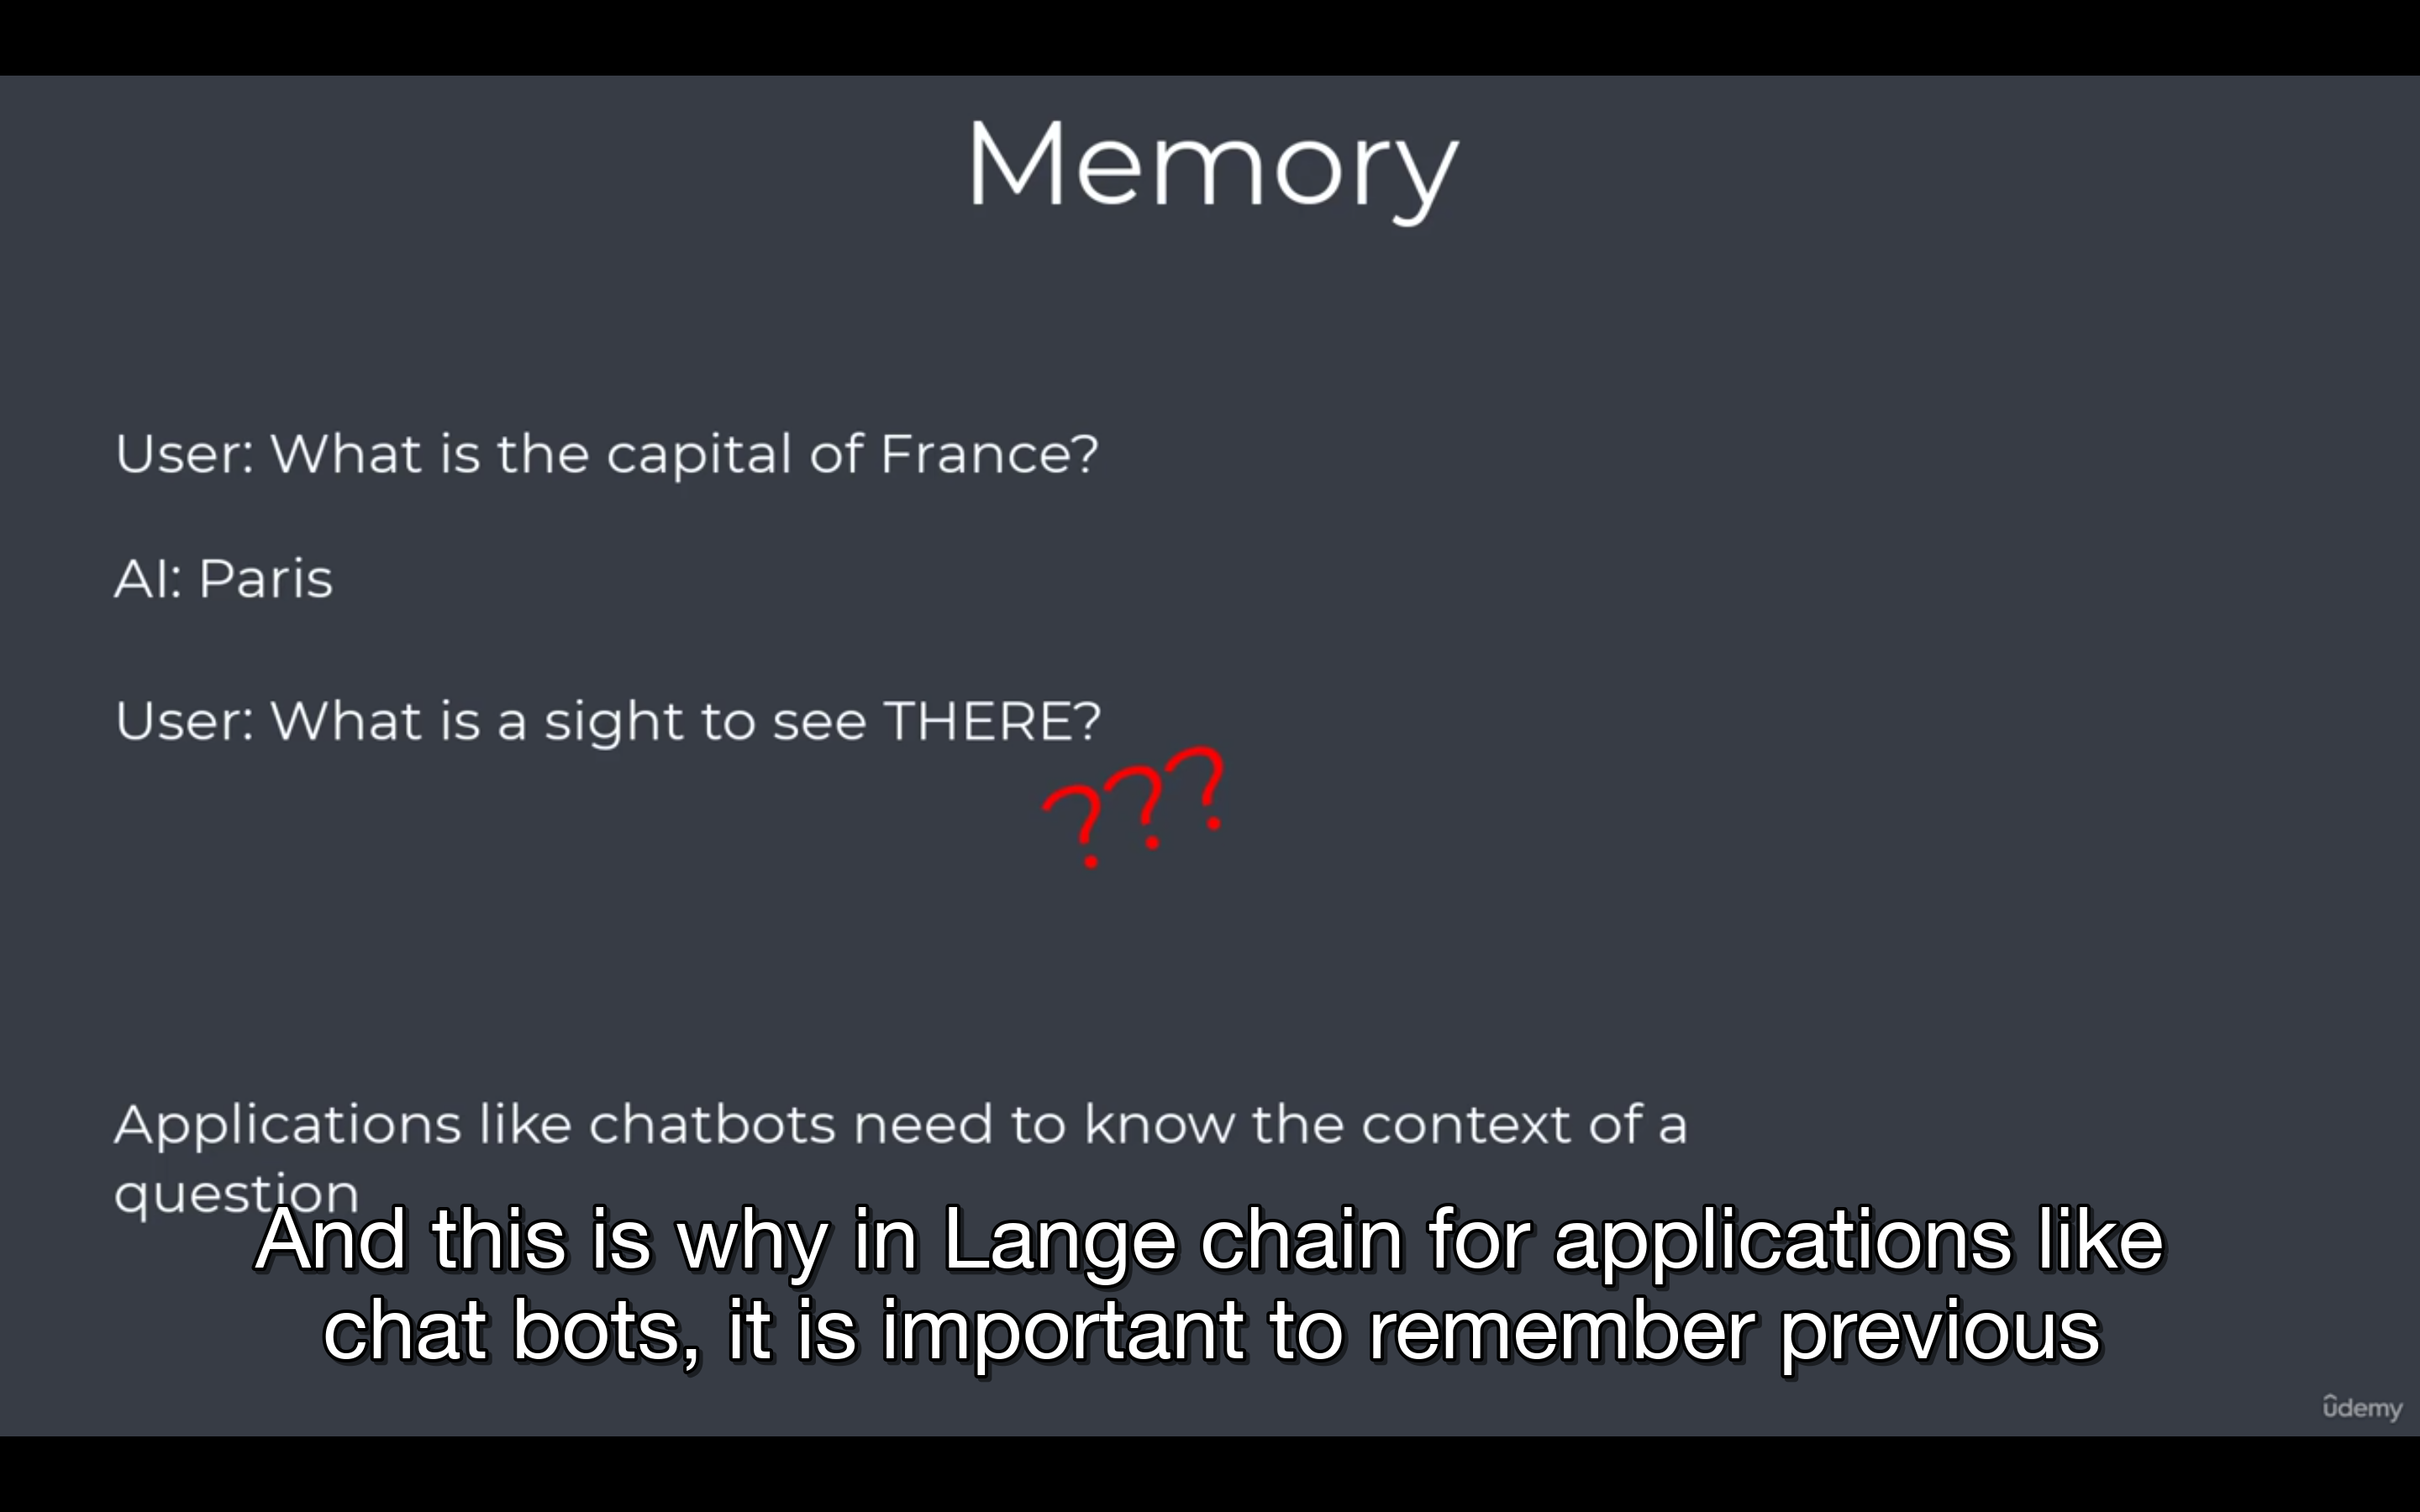 Memory
User: What is the capital of France?
AI: Paris
User: What is a sight to see THERE?
???
Applications like chatbots need to know the context of a
question
And this is why in Lange chain for applications like
chat bots, it is important to remember previous
ûdemy